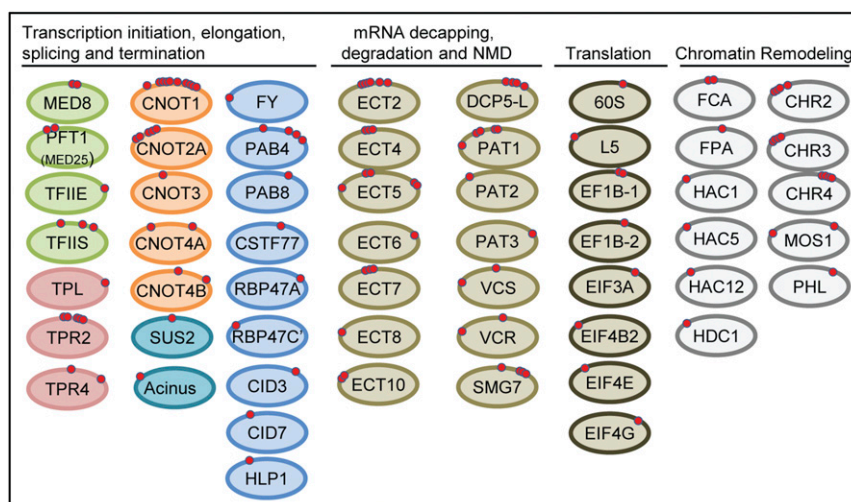 Transcription initiation, elongation,
splicing and termination
mRNA decapping,
degradation and NMD
Translation
Chromatin Remodeling
MED8
PFT1
(MED25)
TFIIE
TFIIS
TPL
TPR2
TPR4
CNOT1
CNOT2A
CNOT3
CNOT4A
CNOT4B
SUS2
Acinus
FY
PAB4
PAB8
CSTF77
RBP47A
RBP47C'
CID3
CID7
HLP1
ECT2
ECT4
ECT5
ECT6
ECT7
ECT8
ECT10
DCP5-L
PAT1
PAT2
PAT3
VCS
VCR
SMG7
60S
L5
EF1B-1
EF1B-2
EIF3A
EIF4B2
EIF4E
EIF4G
FCA
FPA
HAC1
HAC5
HAC12
HDC1
CHR2
CHR3
CHR4
MOS1
PHL